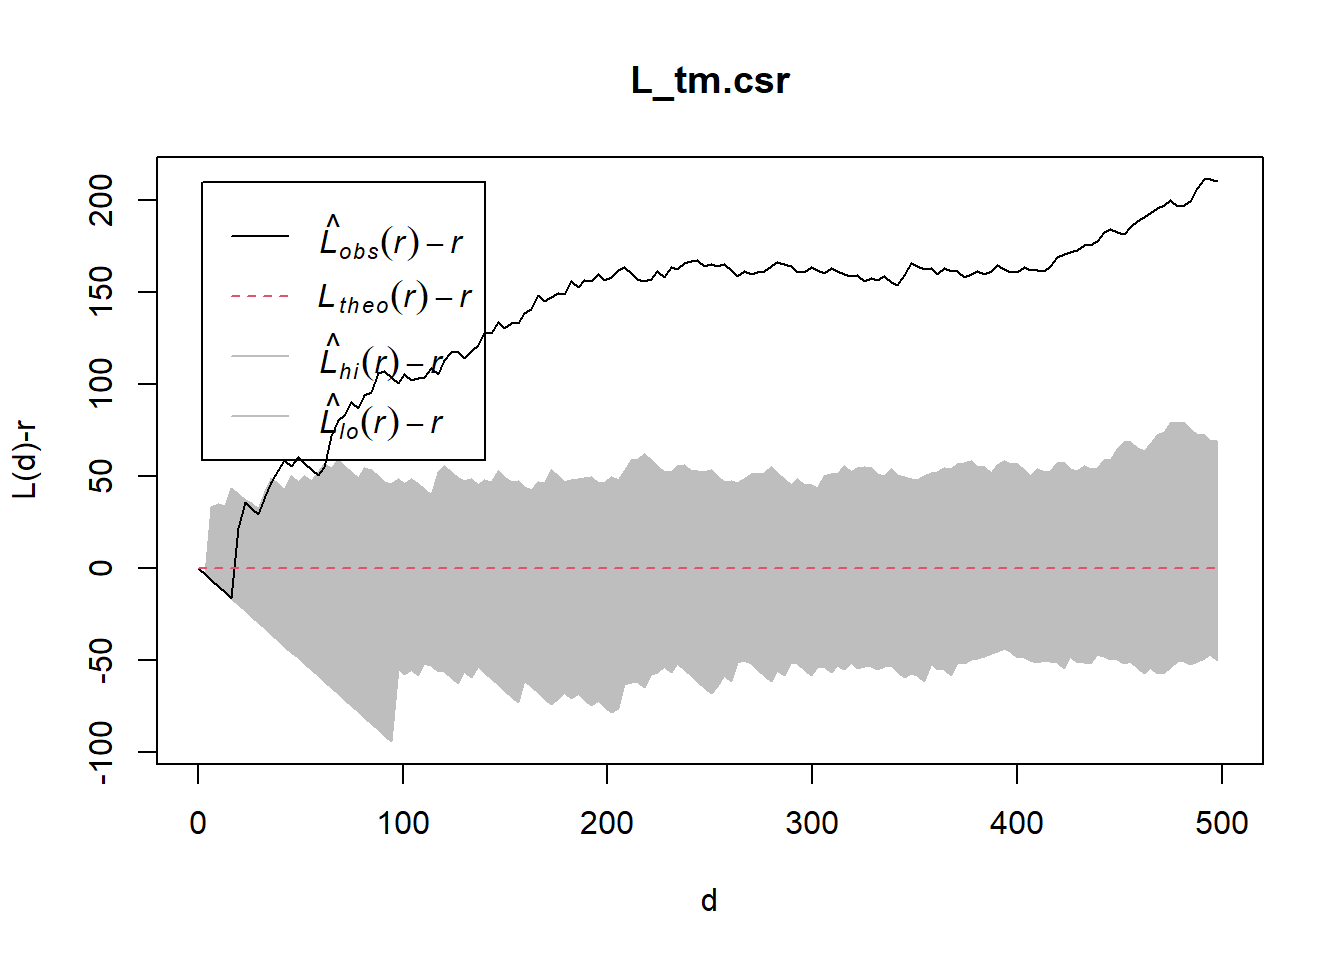 L_tm.csr
L(d)-r
200
150
100
50
0
-50
-100
L̂obs(r) − r
Ltheo(r) − r
L̂hi(r) − r
L̂lo(r) − r
0 100 200 300 400 500
d